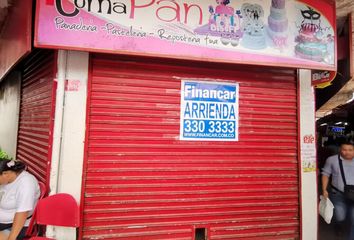 ComaPan
Panadería - Pastelería - Repostería fina
Financar
ARRIENDA
330 3333
WWW.FINANCAR.COM.CO